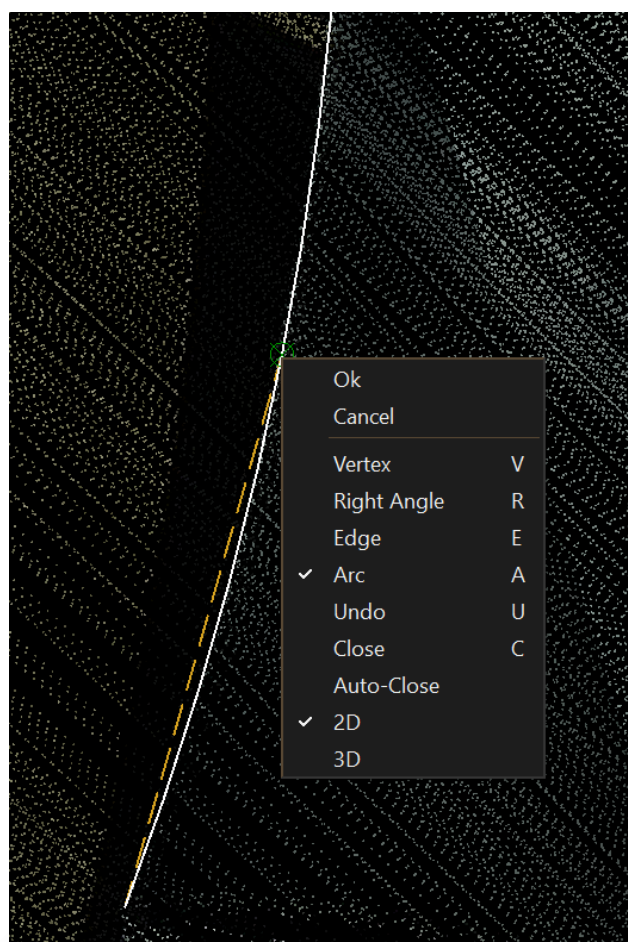 Ok
Cancel
Vertex V
Right Angle R
Edge E
Arc A
Undo U
Close C
Auto-Close
2D
3D